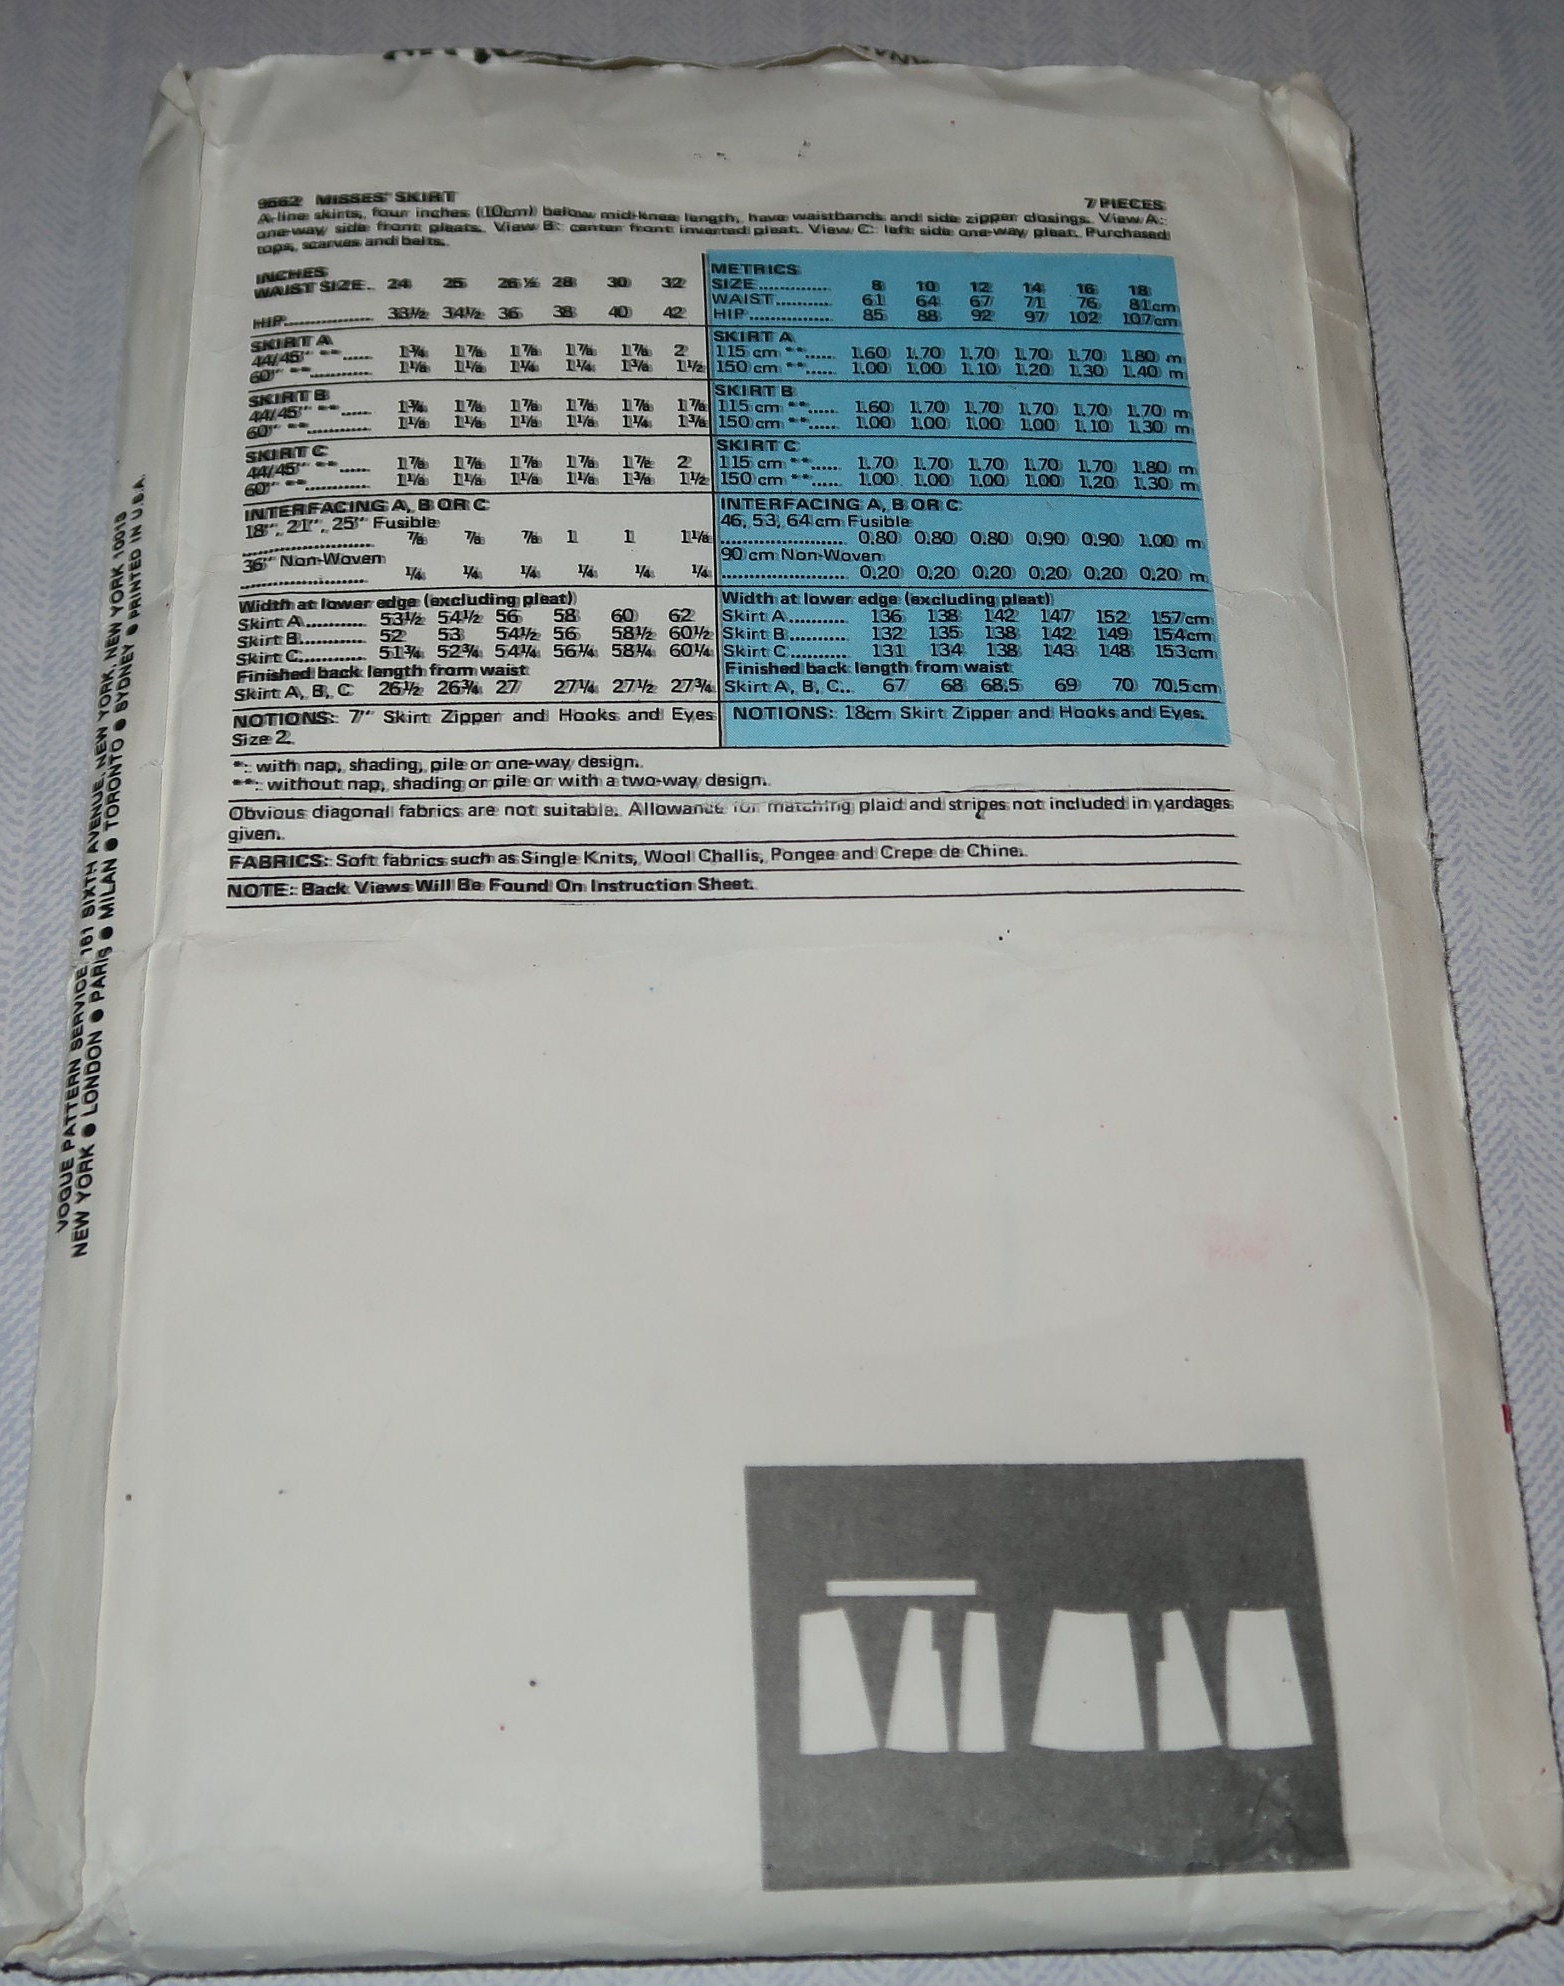 9662 MISSES' SKIRT 7 PIECES
A-line skirts, four inches (10cm) below mid-knee length, have waistbands and side zipper closings. View A:
one-way side front pleats. View B: center front inverted pleat. View C: left side one-way pleat. Purchased
tops, scarves and belts.
INCHES
WAIST SIZE. 24 25 26½ 28 30 32
HIP............... 33½ 34½ 36 38 40 42
SKIRT A
44/45" **...... 1¾ 1⅞ 1⅞ 1⅞ 1⅞ 2
60" **............. 1⅛ 1⅛ 1¼ 1¼ 1⅜ 1½
SKIRT B
44/45" **...... 1¾ 1⅞ 1⅞ 1⅞ 1⅞ 1⅞
60" **............. 1⅛ 1⅛ 1⅛ 1⅛ 1¼ 1⅜
SKIRT C
44/45" **...... 1⅞ 1⅞ 1⅞ 1⅞ 1⅞ 2
60" **............. 1⅛ 1⅛ 1⅛ 1⅛ 1⅜ 1½
INTERFACING A, B OR C
18", 21", 25" Fusible
........................ ⅞ ⅞ ⅞ 1 1 1⅛
36" Non-Woven
........................ ¼ ¼ ¼ ¼ ¼ ¼
Width at lower edge (excluding pleat)
Skirt A........... 53½ 54½ 56 58 60 62
Skirt B........... 52 53 54½ 56 58½ 60½
Skirt C............ 51¾ 52¾ 54¼ 56¼ 58¼ 60¼
Finished back length from waist
Skirt A, B, C 26½ 26¾ 27 27¼ 27½ 27¾
NOTIONS: 7" Skirt Zipper and Hooks and Eyes
Size 2.
METRICS
SIZE.............. 8 10 12 14 16 18
WAIST........... 61 64 67 71 76 81cm
HIP................ 85 88 92 97 102 107cm
SKIRT A
115 cm **...... 1.60 1.70 1.70 1.70 1.70 1.80 m
150 cm **...... 1.00 1.00 1.10 1.20 1.30 1.40 m
SKIRT B
115 cm **...... 1.60 1.70 1.70 1.70 1.70 1.70 m
150 cm **...... 1.00 1.00 1.00 1.00 1.10 1.30 m
SKIRT C
115 cm **...... 1.70 1.70 1.70 1.70 1.70 1.80 m
150 cm **...... 1.00 1.00 1.00 1.00 1.20 1.30 m
INTERFACING A, B OR C
46, 53, 64 cm Fusible
........................ 0.80 0.80 0.80 0.90 0.90 1.00 m
90 cm Non-Woven
........................ 0.20 0.20 0.20 0.20 0.20 0.20 m
Width at lower edge (excluding pleat)
Skirt A........... 136 138 142 147 152 157cm
Skirt B........... 132 135 138 142 149 154cm
Skirt C........... 131 134 138 143 148 153cm
Finished back length from waist
Skirt A, B, C.. 67 68 68.5 69 70 70.5cm
NOTIONS: 18cm Skirt Zipper and Hooks and Eyes.
*: with nap, shading, pile or one-way design.
**: without nap, shading or pile or with a two-way design.
Obvious diagonal fabrics are not suitable. Allowance for matching plaid and stripes not included in yardages
given.
FABRICS: Soft fabrics such as Single Knits, Wool Challis, Pongee and Crepe de Chine.
NOTE: Back Views Will Be Found On Instruction Sheet.
VOGUE PATTERN SERVICE, 161 SIXTH AVENUE, NEW YORK, NEW YORK 10013
NEW YORK ● LONDON ● PARIS ● MILAN ● TORONTO ● SYDNEY ● PRINTED IN U.S.A.